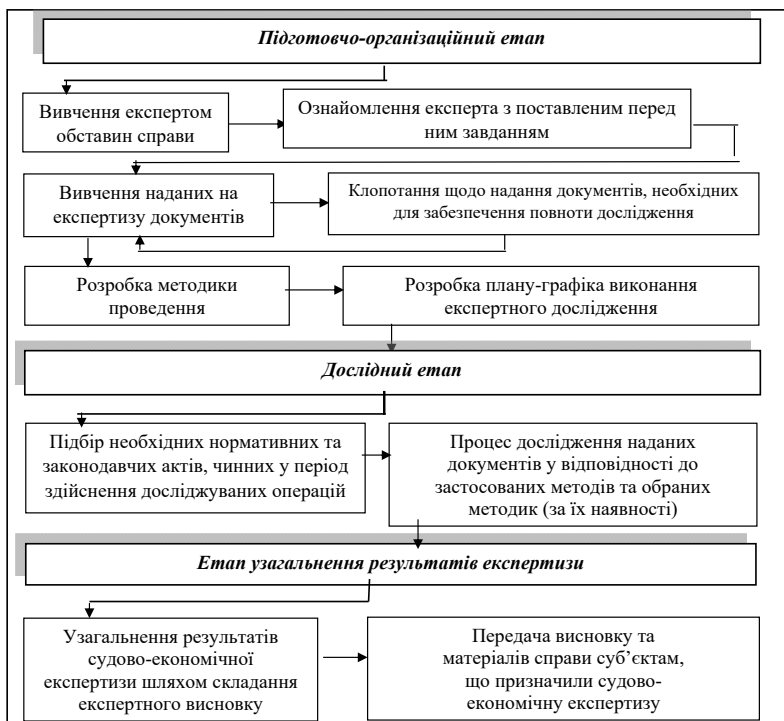 Підготовчо-організаційний етап
Вивчення експертом
обставин справи
Ознайомлення експерта з поставленим перед
ним завданням
Вивчення наданих на
експертизу документів
Клопотання щодо надання документів, необхідних
для забезпечення повноти дослідження
Розробка методики
проведення
Розробка плану-графіка виконання
експертного дослідження
Дослідний етап
Підбір необхідних нормативних та
законодавчих актів, чинних у період
здійснення досліджуваних операцій
Процес дослідження наданих
документів у відповідності до
застосованих методів та обраних
методик (за їх наявності)
Етап узагальнення результатів експертизи
Узагальнення результатів
судово-економічної
експертизи шляхом складання
експертного висновку
Передача висновку та
матеріалів справи суб’єктам,
що призначили судово-
економічну експертизу